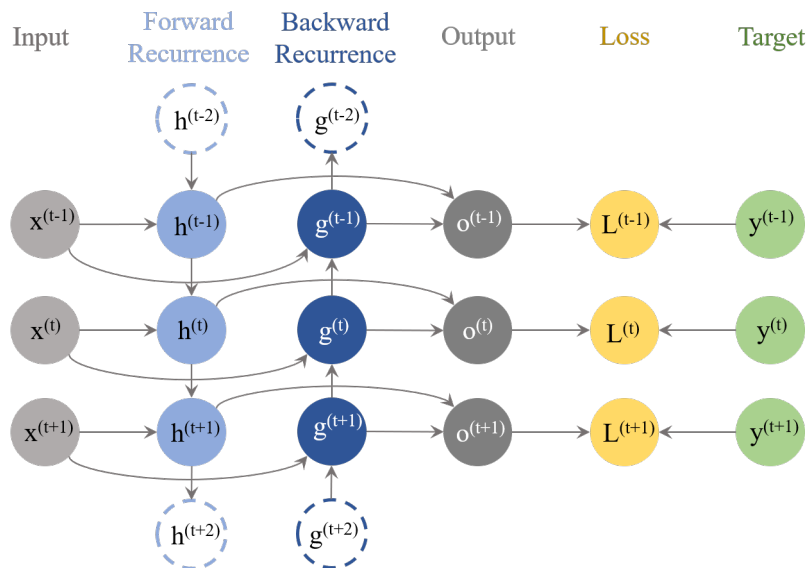 Input
Forward
Recurrence
Backward
Recurrence
Output
Loss
Target
h(t-2)
g(t-2)
x(t-1)
h(t-1)
g(t-1)
o(t-1)
L(t-1)
y(t-1)
x(t)
h(t)
g(t)
o(t)
L(t)
y(t)
x(t+1)
h(t+1)
g(t+1)
o(t+1)
L(t+1)
y(t+1)
h(t+2)
g(t+2)